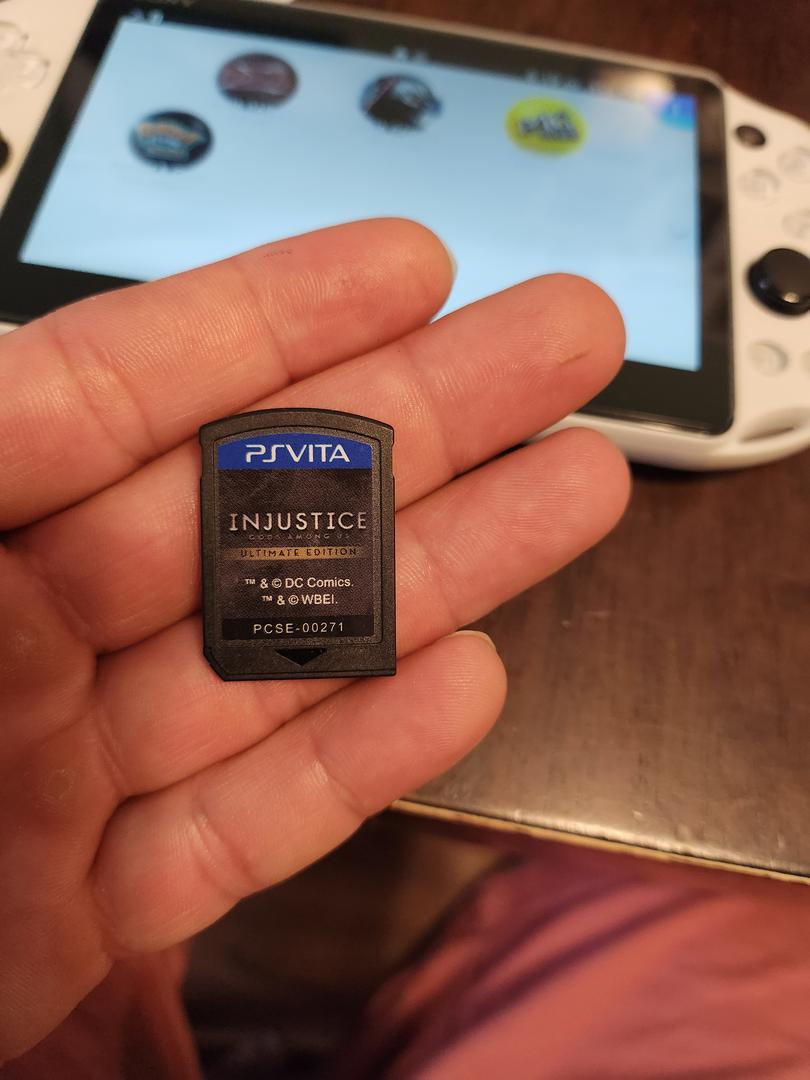 PSVITA
INJUSTICE
GODS AMONG US
ULTIMATE EDITION
™ & © DC Comics.
™ & © WBEI.
PCSE-00271